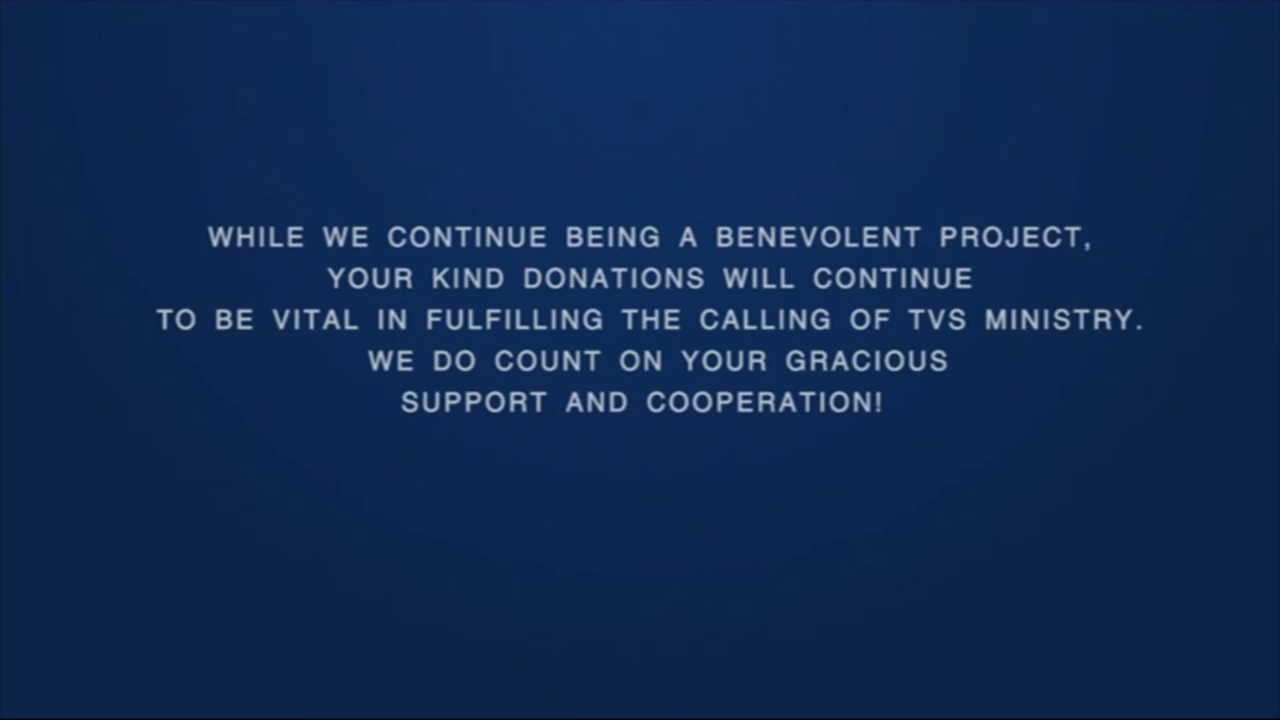 WHILE WE CONTINUE BEING A BENEVOLENT PROJECT,
YOUR KIND DONATIONS WILL CONTINUE
TO BE VITAL IN FULFILLING THE CALLING OF TVS MINISTRY.
WE DO COUNT ON YOUR GRACIOUS
SUPPORT AND COOPERATION!